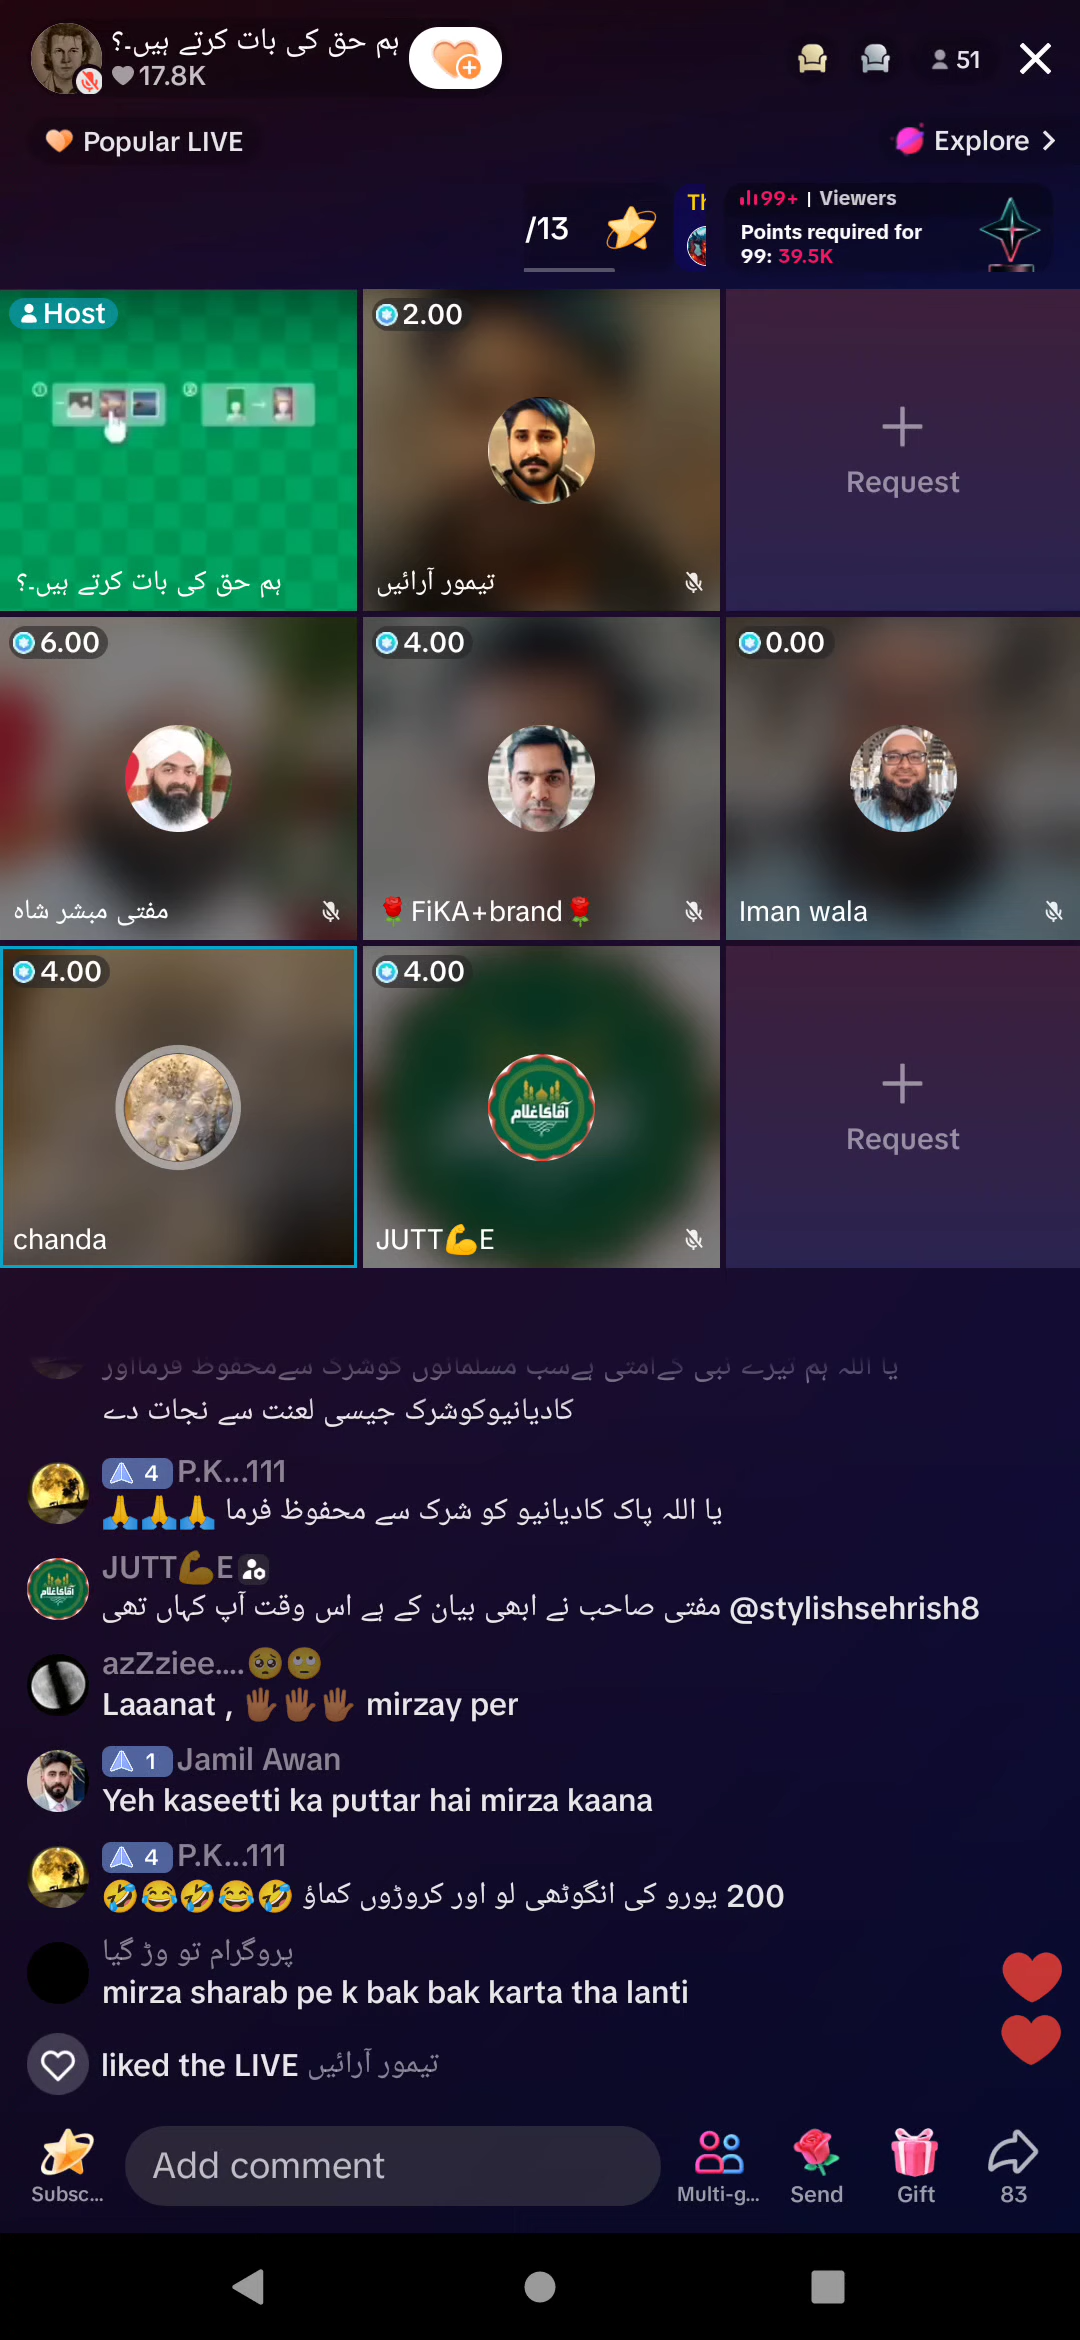 ہم حق کی بات کرتے ہیں۔؟
17.8K
51
Popular LIVE
Explore
/13
Th
99+ | Viewers
Points required for
99: 39.5K
Host
ہم حق کی بات کرتے ہیں۔؟
2.00
تیمور آرائیں
Request
6.00
مفتی مبشر شاہ
4.00
🌹FiKA+brand🌹
0.00
Iman wala
4.00
chanda
4.00
آقا کا غلام
JUTT💪E
Request
یا اللہ ہم تیرے نبی کےامتی ہےسب مسلمانوں کوشرک سےمحفوظ فرمااور
کادیانیوکوشرک جیسی لعنت سے نجات دے
4 P.K...111
یا اللہ پاک کادیانیو کو شرک سے محفوظ فرما 🙏🙏🙏
JUTT💪E
@stylishsehrish8 مفتی صاحب نے ابھی بیان کے ہے اس وقت آپ کہاں تھی
azZziee....🥺🙄
Laaanat , 🖐🏾🖐🏾🖐🏾 mirzay per
1 Jamil Awan
Yeh kaseetti ka puttar hai mirza kaana
4 P.K...111
200 یورو کی انگوٹھی لو اور کروڑوں کماؤ 🤣😂🤣😂🤣
پروگرام تو وڑ گیا
mirza sharab pe k bak bak karta tha lanti
liked the LIVE تیمور آرائیں
Subsc...
Add comment
Multi-g...
Send
Gift
83